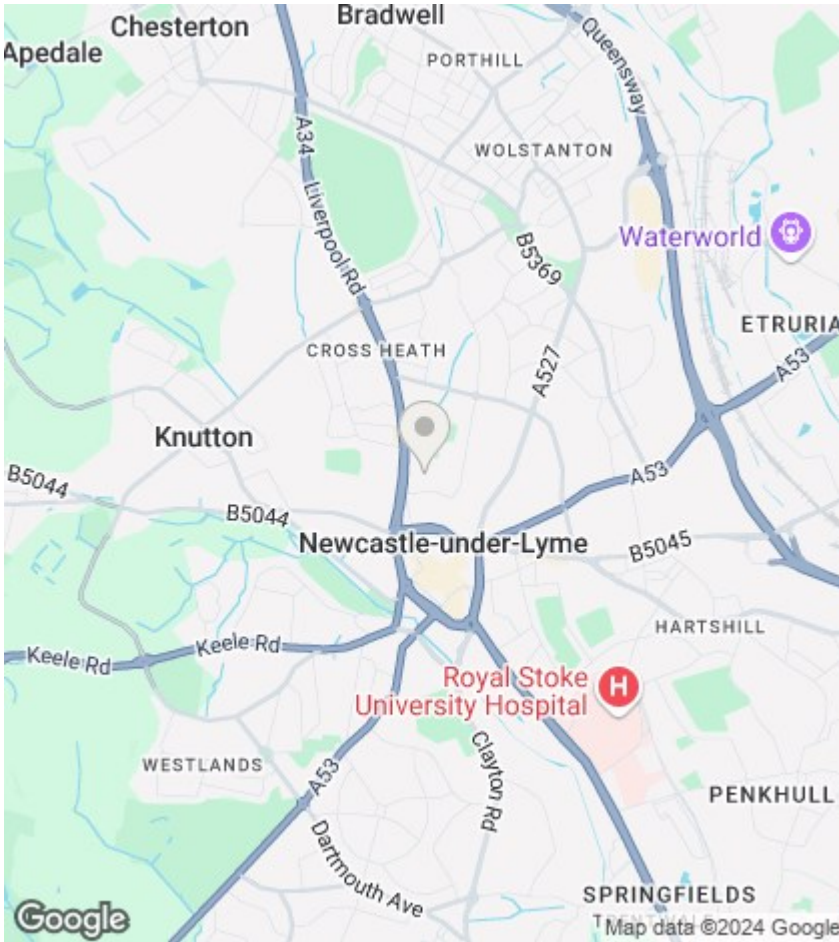 Bradwell
Chesterton
Apedale
PORTHILL
Queensway
A34
WOLSTANTON
Liverpool Rd
Waterworld
B5369
ETRURIA
CROSS HEATH
A527
A53
Knutton
B5044
A53
B5044
Newcastle-under-Lyme
B5045
HARTSHILL
Keele Rd
Keele Rd
Royal Stoke
University Hospital
H
Clayton Rd
WESTLANDS
A53
PENKHULL
Dartmouth Ave
SPRINGFIELDS
Google
Map data ©2024 Google